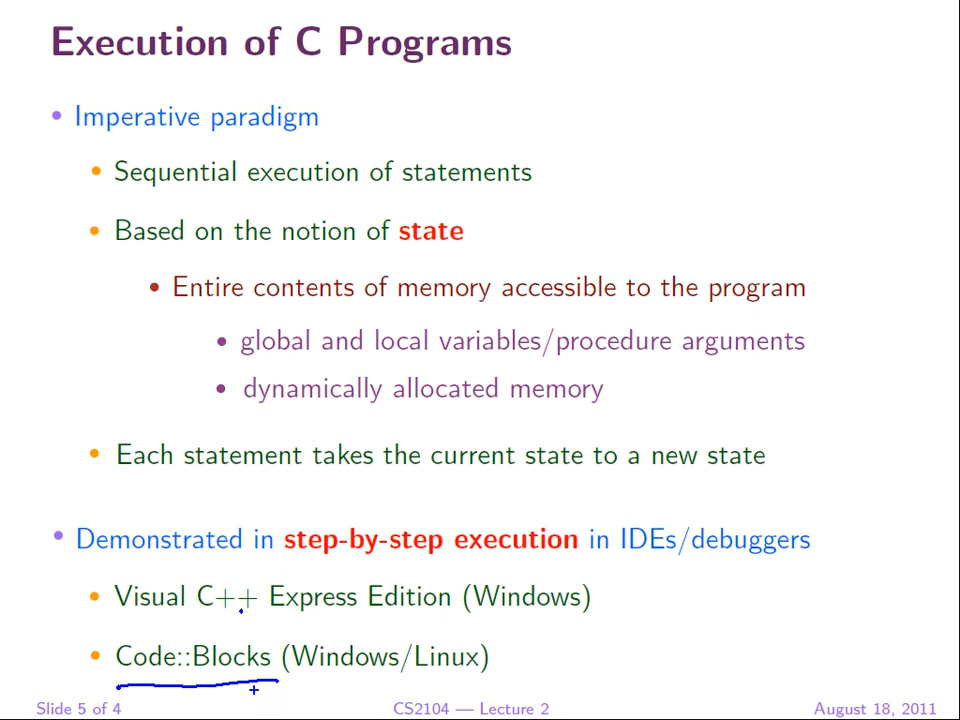 Execution of C Programs
• Imperative paradigm
• Sequential execution of statements
• Based on the notion of state
• Entire contents of memory accessible to the program
• global and local variables/procedure arguments
• dynamically allocated memory
• Each statement takes the current state to a new state
• Demonstrated in step-by-step execution in IDEs/debuggers
• Visual C++ Express Edition (Windows)
• Code::Blocks (Windows/Linux)
Slide 5 of 4 CS2104 — Lecture 2 August 18, 2011